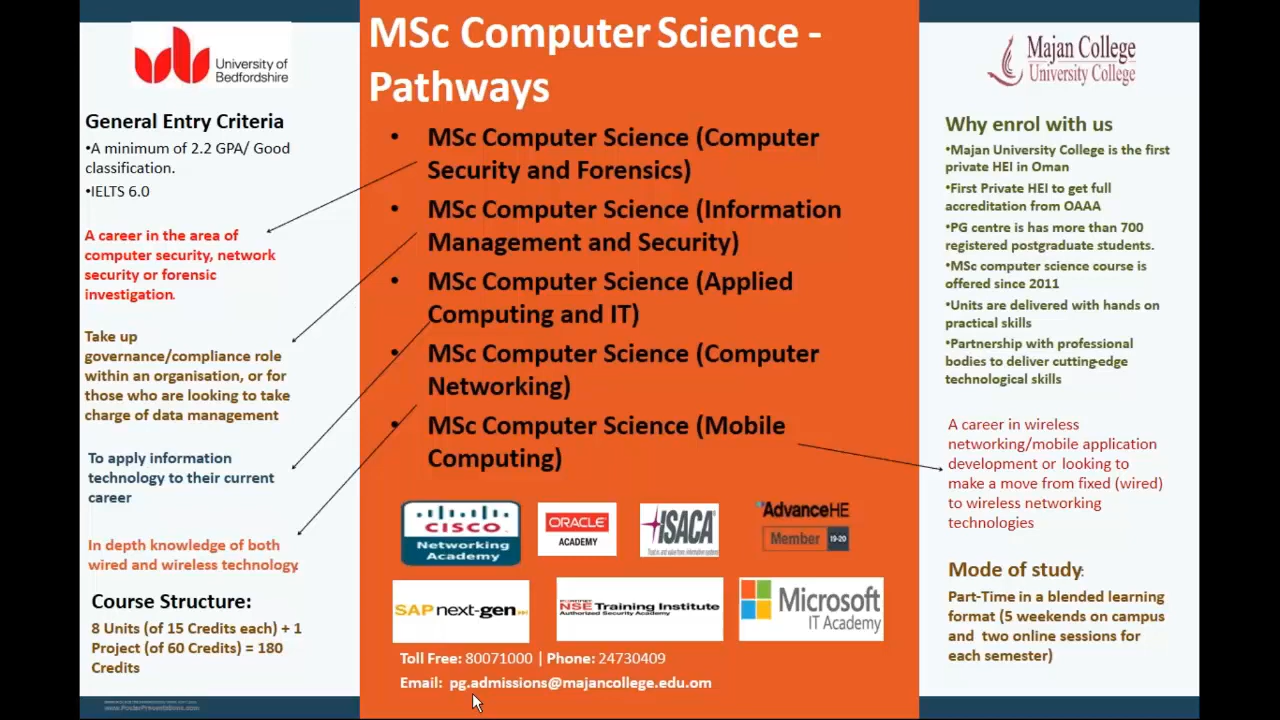 University of
Bedfordshire
General Entry Criteria
•A minimum of 2.2 GPA/ Good
classification.
•IELTS 6.0
A career in the area of
computer security, network
security or forensic
investigation.
Take up
governance/compliance role
within an organisation, or for
those who are looking to take
charge of data management
To apply information
technology to their current
career
In depth knowledge of both
wired and wireless technology.
Course Structure:
8 Units (of 15 Credits each) + 1
Project (of 60 Credits) = 180
Credits
www.PosterPresentations.com
MSc Computer Science -
Pathways
• MSc Computer Science (Computer
Security and Forensics)
• MSc Computer Science (Information
Management and Security)
• MSc Computer Science (Applied
Computing and IT)
• MSc Computer Science (Computer
Networking)
• MSc Computer Science (Mobile
Computing)
CISCO
Networking
Academy
ORACLE
ACADEMY
ISACA
Trust in, and value from, information systems
AdvanceHE
Member 19-20
SAP next-gen
NSE Training Institute
Authorized Security Academy
Microsoft
IT Academy
Toll Free: 80071000 | Phone: 24730409
Email: pg.admissions@majancollege.edu.om
Majan College
University College
Why enrol with us
•Majan University College is the first
private HEI in Oman
•First Private HEI to get full
accreditation from OAAA
•PG centre is has more than 700
registered postgraduate students.
•MSc computer science course is
offered since 2011
•Units are delivered with hands on
practical skills
•Partnership with professional
bodies to deliver cutting-edge
technological skills
A career in wireless
networking/mobile application
development or looking to
make a move from fixed (wired)
to wireless networking
technologies
Mode of study:
Part-Time in a blended learning
format (5 weekends on campus
and two online sessions for
each semester)